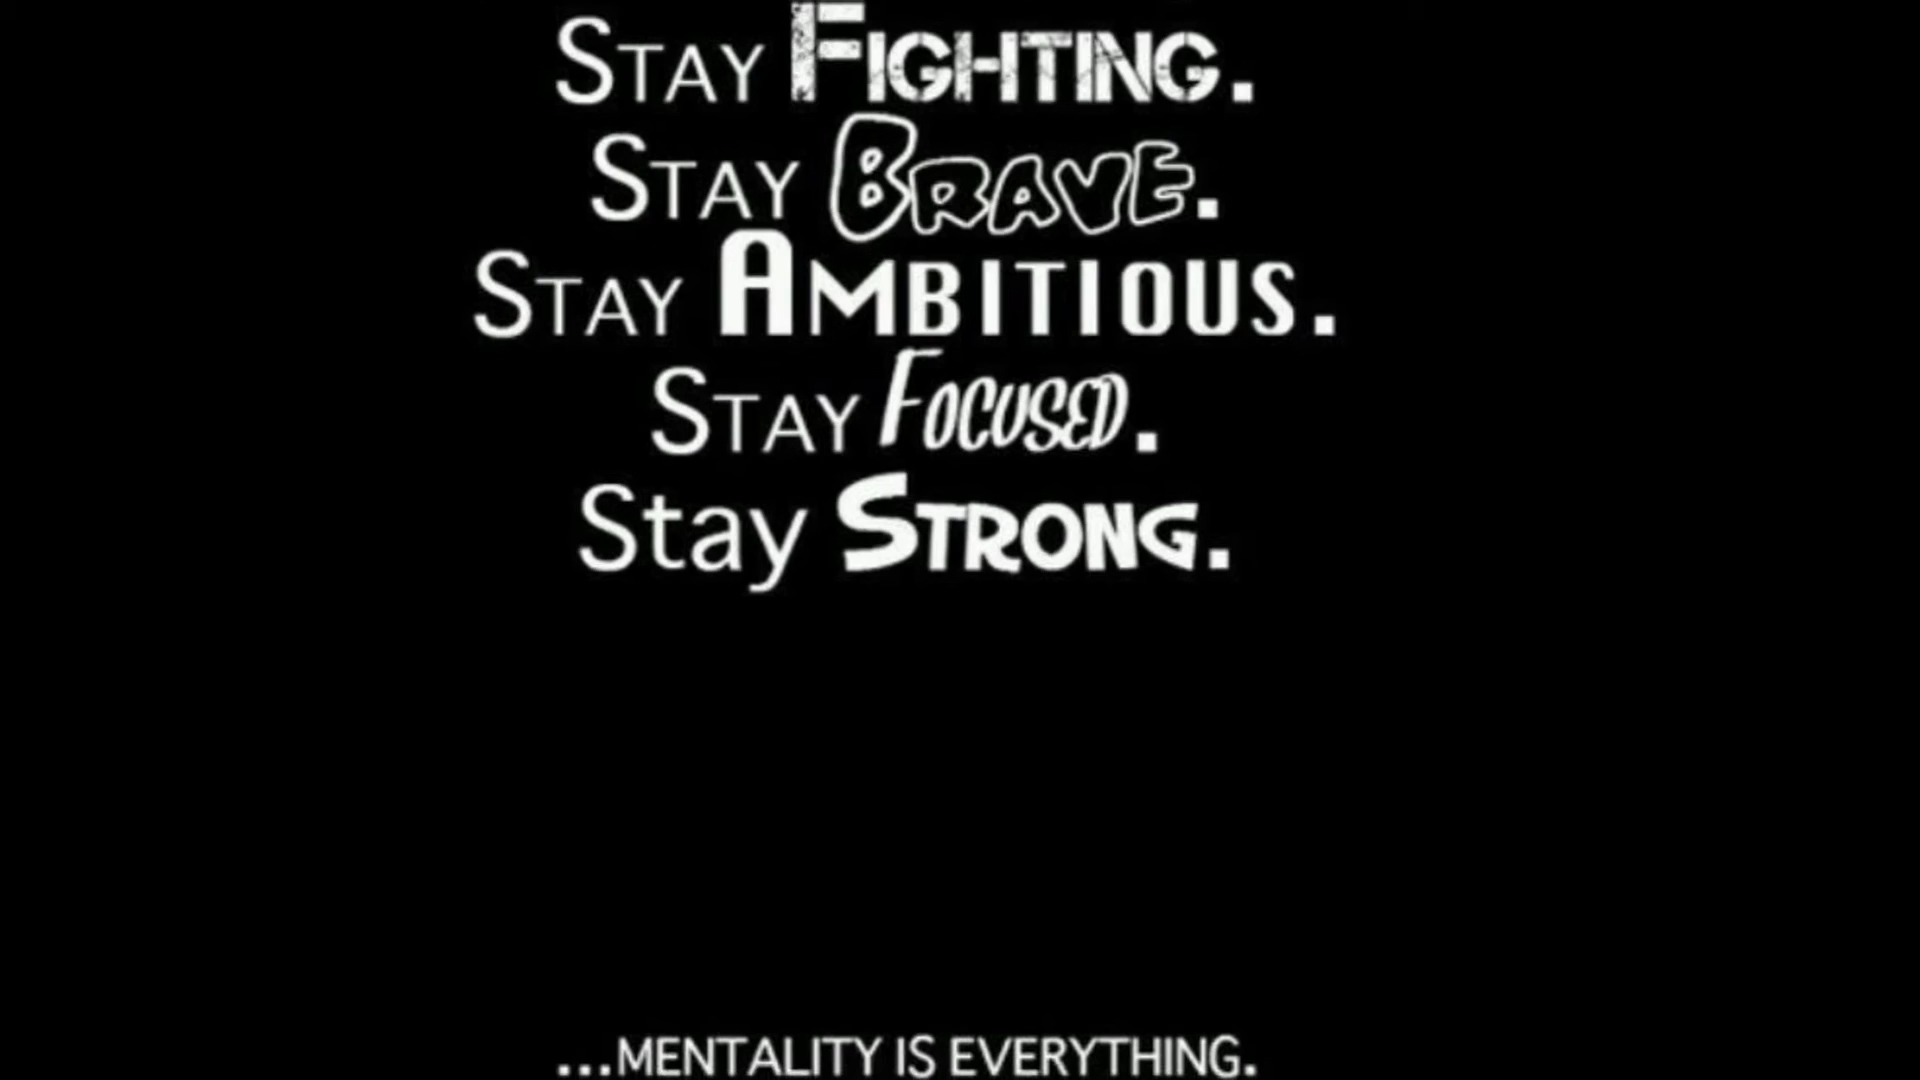 STAY FIGHTING.
STAY BRAVE.
STAY AMBITIOUS.
STAY FOCUSED.
Stay STRONG.
...MENTALITY IS EVERYTHING.